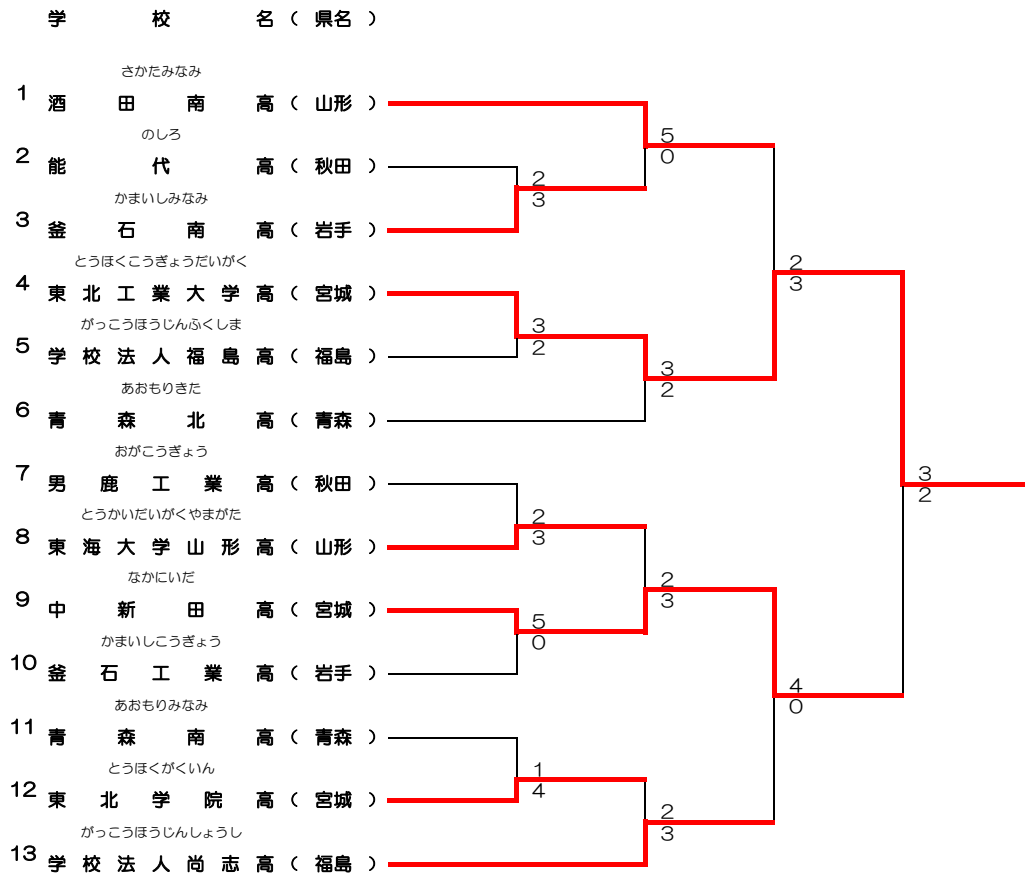 学校名(県名)
さかたみなみ
1 酒田南高(山形)
5
0
のしろ
2 能代高(秋田)
2
3
かまいしみなみ
3 釜石南高(岩手)
2
3
とうほくこうぎょうだいがく
4 東北工業大学高(宮城)
がっこうほうじんふくしま
3
2
5 学校法人福島高(福島)
3
2
あおもりきた
6 青森北高(青森)
おがこうぎょう
7 男鹿工業高(秋田)
3
2
とうかいだいがくやまがた
2
3
8 東海大学山形高(山形)
なかにいだ
2
3
9 中新田高(宮城)
5
0
かまいしこうぎょう
10 釜石工業高(岩手)
4
0
あおもりみなみ
11 青森南高(青森)
とうほくがくいん
1
4
12 東北学院高(宮城)
2
3
がっこうほうじんしょうし
13 学校法人尚志高(福島)